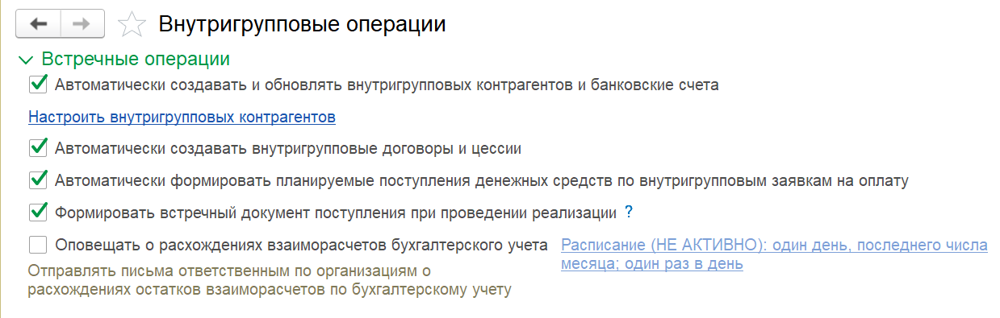 Внутригрупповые операции
Встречные операции
Автоматически создавать и обновлять внутригрупповых контрагентов и банковские счета
Настроить внутригрупповых контрагентов
Автоматически создавать внутригрупповые договоры и цессии
Автоматически формировать планируемые поступления денежных средств по внутригрупповым заявкам на оплату
Формировать встречный документ поступления при проведении реализации ?
Оповещать о расхождениях взаиморасчетов бухгалтерского учета
Расписание (НЕ АКТИВНО): один день, последнего числа
месяца; один раз в день
Отправлять письма ответственным по организациям о
расхождениях остатков взаиморасчетов по бухгалтерскому учету